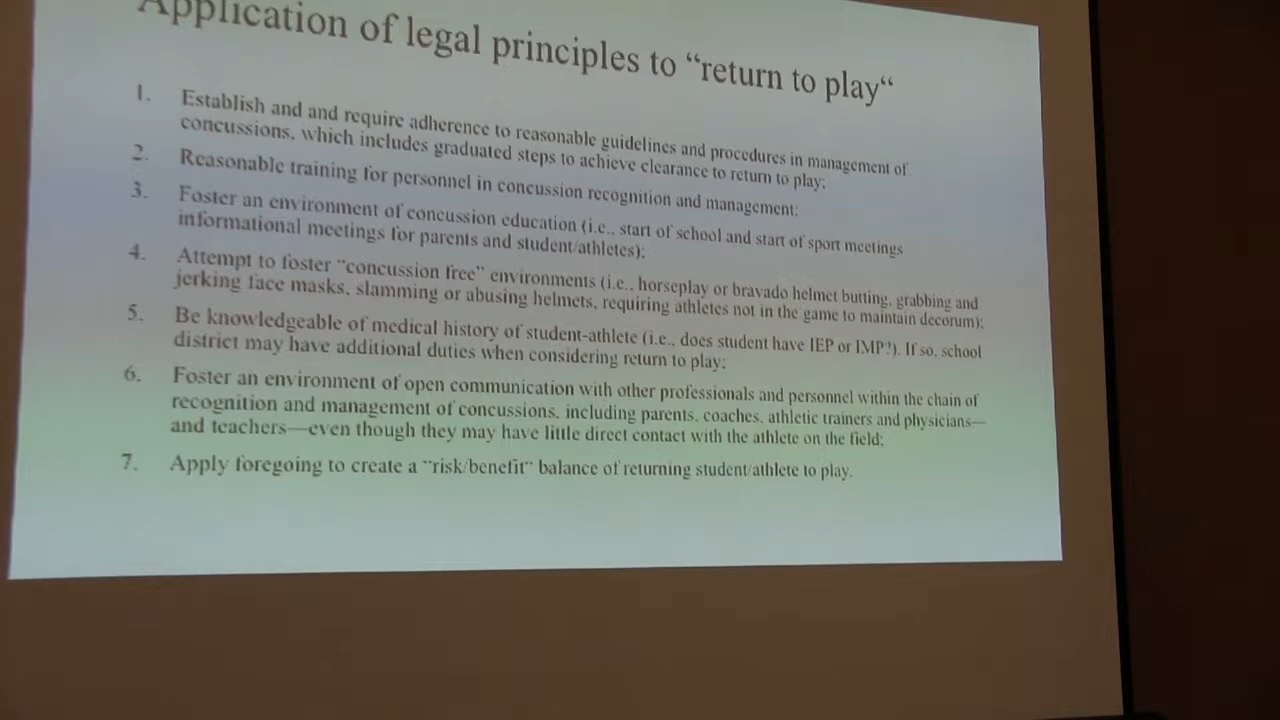 Application of legal principles to “return to play“
1. Establish and and require adherence to reasonable guidelines and procedures in management of
concussions, which includes graduated steps to achieve clearance to return to play;
2. Reasonable training for personnel in concussion recognition and management;
3. Foster an environment of concussion education (i.e., start of school and start of sport meetings
informational meetings for parents and student/athletes);
4. Attempt to foster “concussion free” environments (i.e., horseplay or bravado helmet butting, grabbing and
jerking face masks, slamming or abusing helmets, requiring athletes not in the game to maintain decorum);
5. Be knowledgeable of medical history of student-athlete (i.e., does student have IEP or IMP?). If so, school
district may have additional duties when considering return to play;
6. Foster an environment of open communication with other professionals and personnel within the chain of
recognition and management of concussions, including parents, coaches, athletic trainers and physicians—
and teachers—even though they may have little direct contact with the athlete on the field;
7. Apply foregoing to create a “risk/benefit“ balance of returning student/athlete to play.